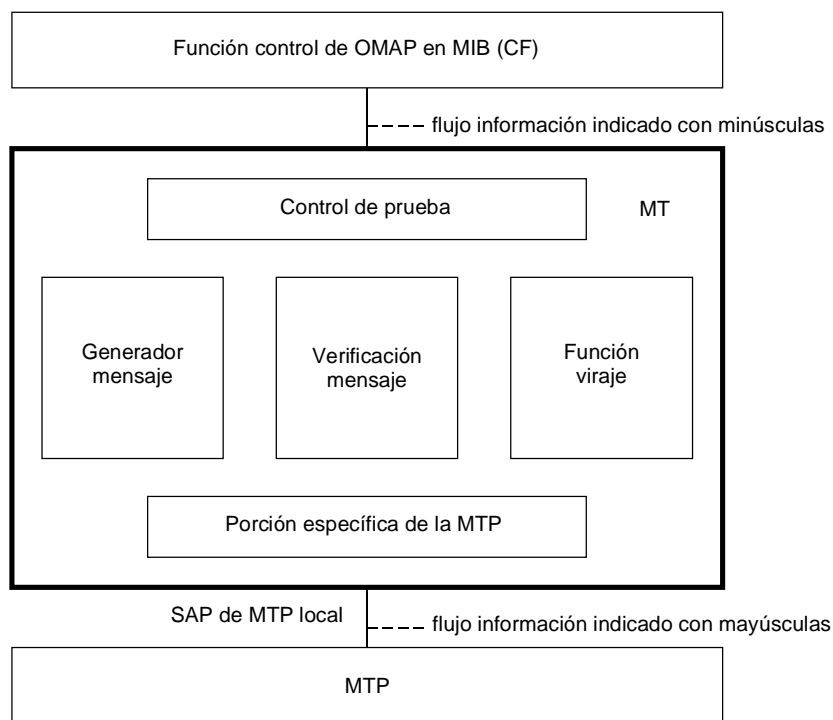 Función control de OMAP en MIB (CF)
flujo información indicado con minúsculas
Control de prueba
MT
Generador
mensaje
Verificación
mensaje
Función
viraje
Porción específica de la MTP
SAP de MTP local
flujo información indicado con mayúsculas
MTP